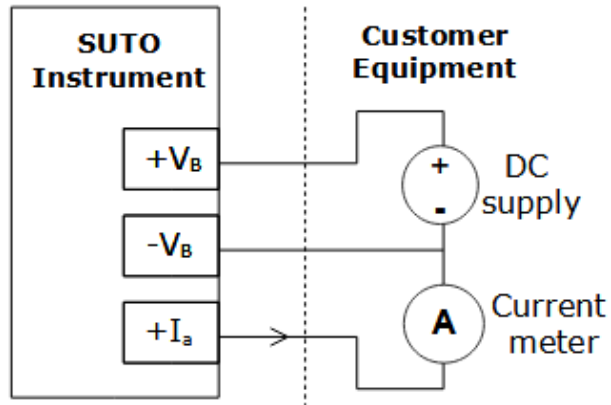 SUTO
Instrument
Customer
Equipment
+VB
+
-
DC
supply
-VB
+Ia
A
Current
meter